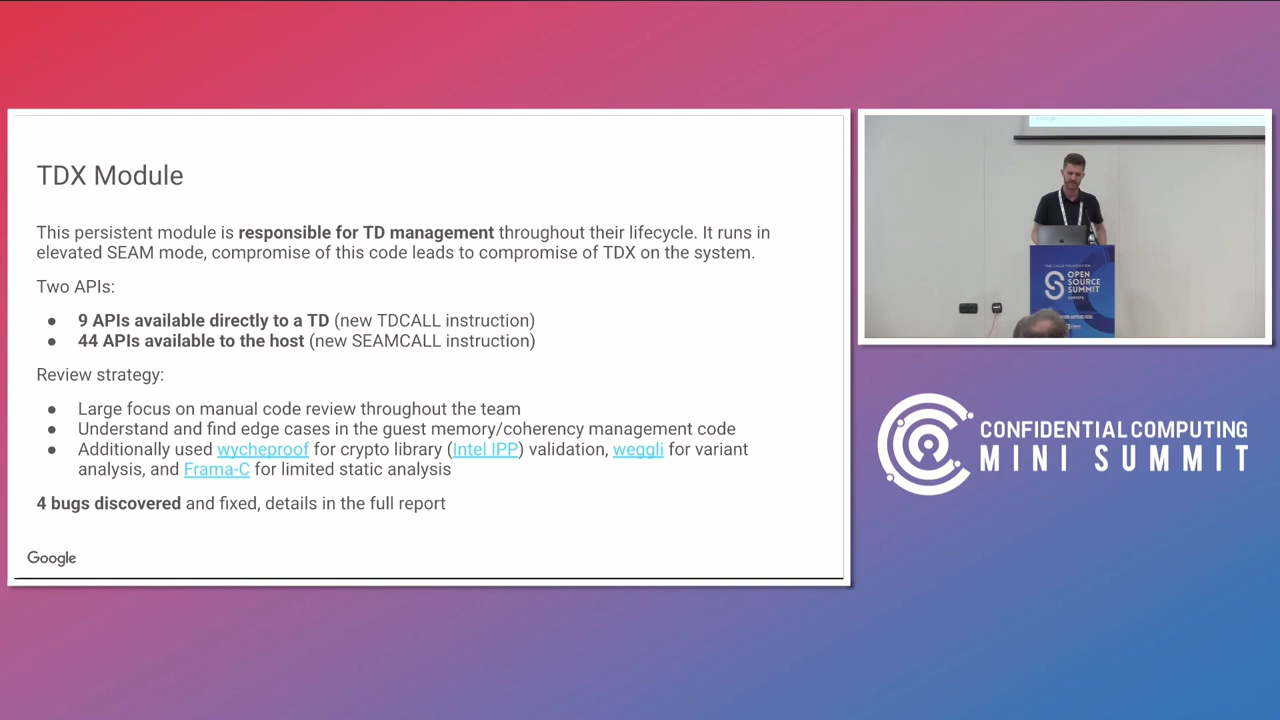 TDX Module
This persistent module is responsible for TD management throughout their lifecycle. It runs in
elevated SEAM mode, compromise of this code leads to compromise of TDX on the system.
Two APIs:
● 9 APIs available directly to a TD (new TDCALL instruction)
● 44 APIs available to the host (new SEAMCALL instruction)
Review strategy:
● Large focus on manual code review throughout the team
● Understand and find edge cases in the guest memory/coherency management code
● Additionally used wycheproof for crypto library (Intel IPP) validation, weggli for variant
analysis, and Frama-C for limited static analysis
4 bugs discovered and fixed, details in the full report
Google
THE LINUX FOUNDATION
OPEN
SOURCE
SUMMIT
EUROPE
CONFIDENTIAL COMPUTING
MINI SUMMIT